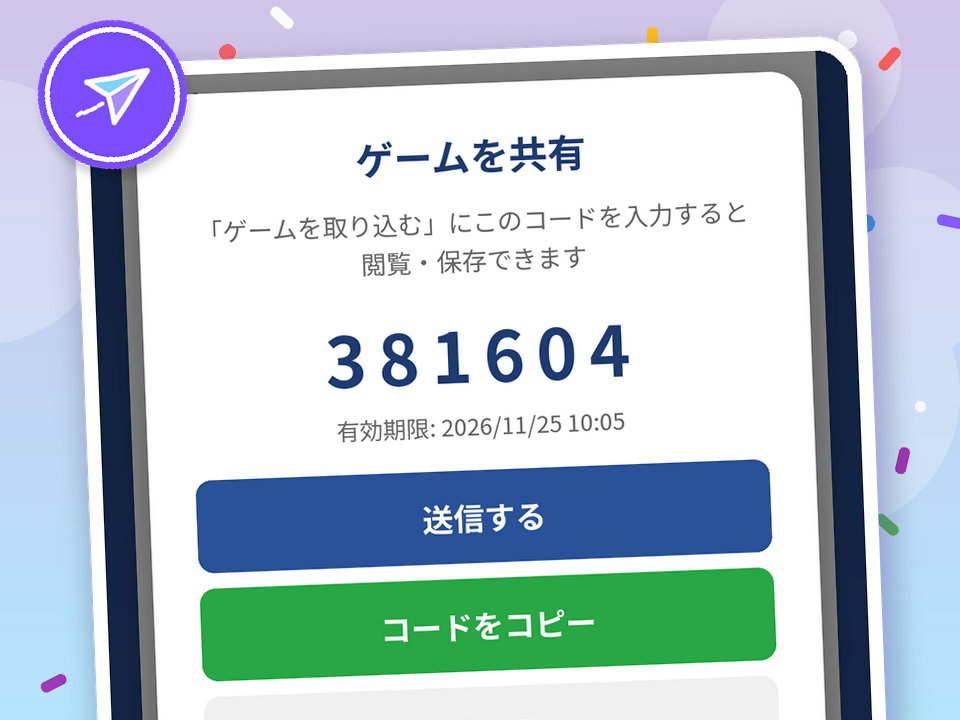 ゲームを共有
「ゲームを取り込む」にこのコードを入力すると
閲覧・保存できます
381604
有効期限: 2026/11/25 10:05
送信する
コードをコピー